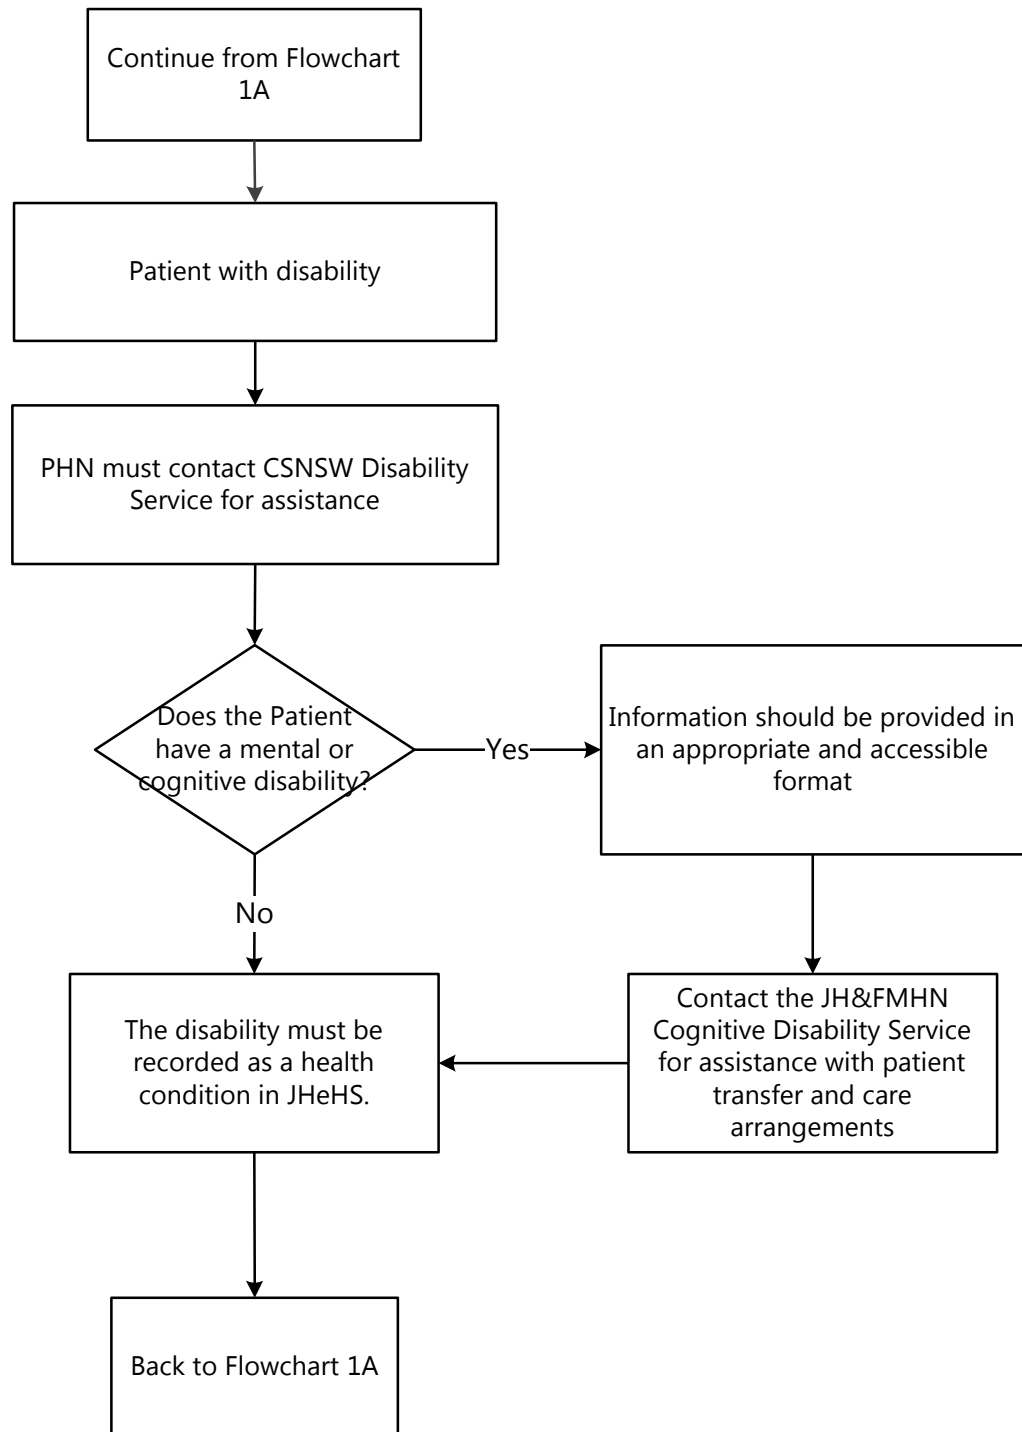 Continue from Flowchart
1A
Patient with disability
PHN must contact CSNSW Disability
Service for assistance
Does the Patient
have a mental or
cognitive disability?
Yes
Information should be provided in
an appropriate and accessible
format
No
The disability must be
recorded as a health
condition in JHeHS.
Contact the JH&FMHN
Cognitive Disability Service
for assistance with patient
transfer and care
arrangements
Back to Flowchart 1A